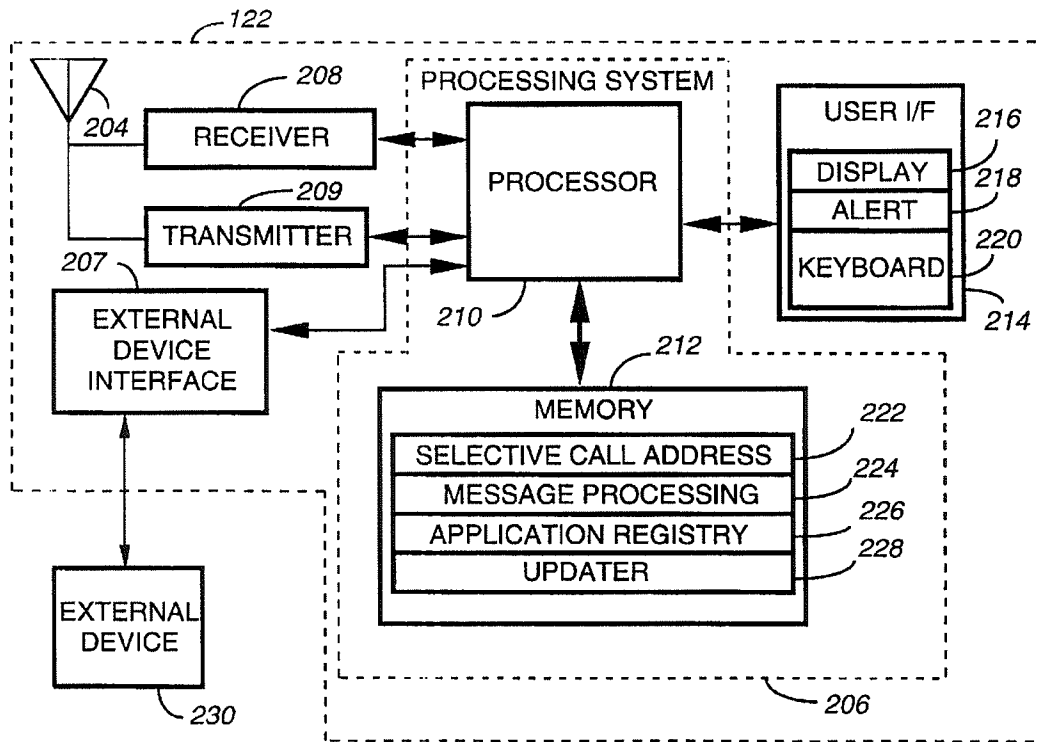 122
204
208
RECEIVER
209
TRANSMITTER
207
EXTERNAL
DEVICE
INTERFACE
PROCESSING SYSTEM
PROCESSOR
210
USER I/F
DISPLAY
216
ALERT
218
KEYBOARD
220
214
212
MEMORY
SELECTIVE CALL ADDRESS
222
MESSAGE PROCESSING
224
APPLICATION REGISTRY
226
UPDATER
228
206
EXTERNAL
DEVICE
230